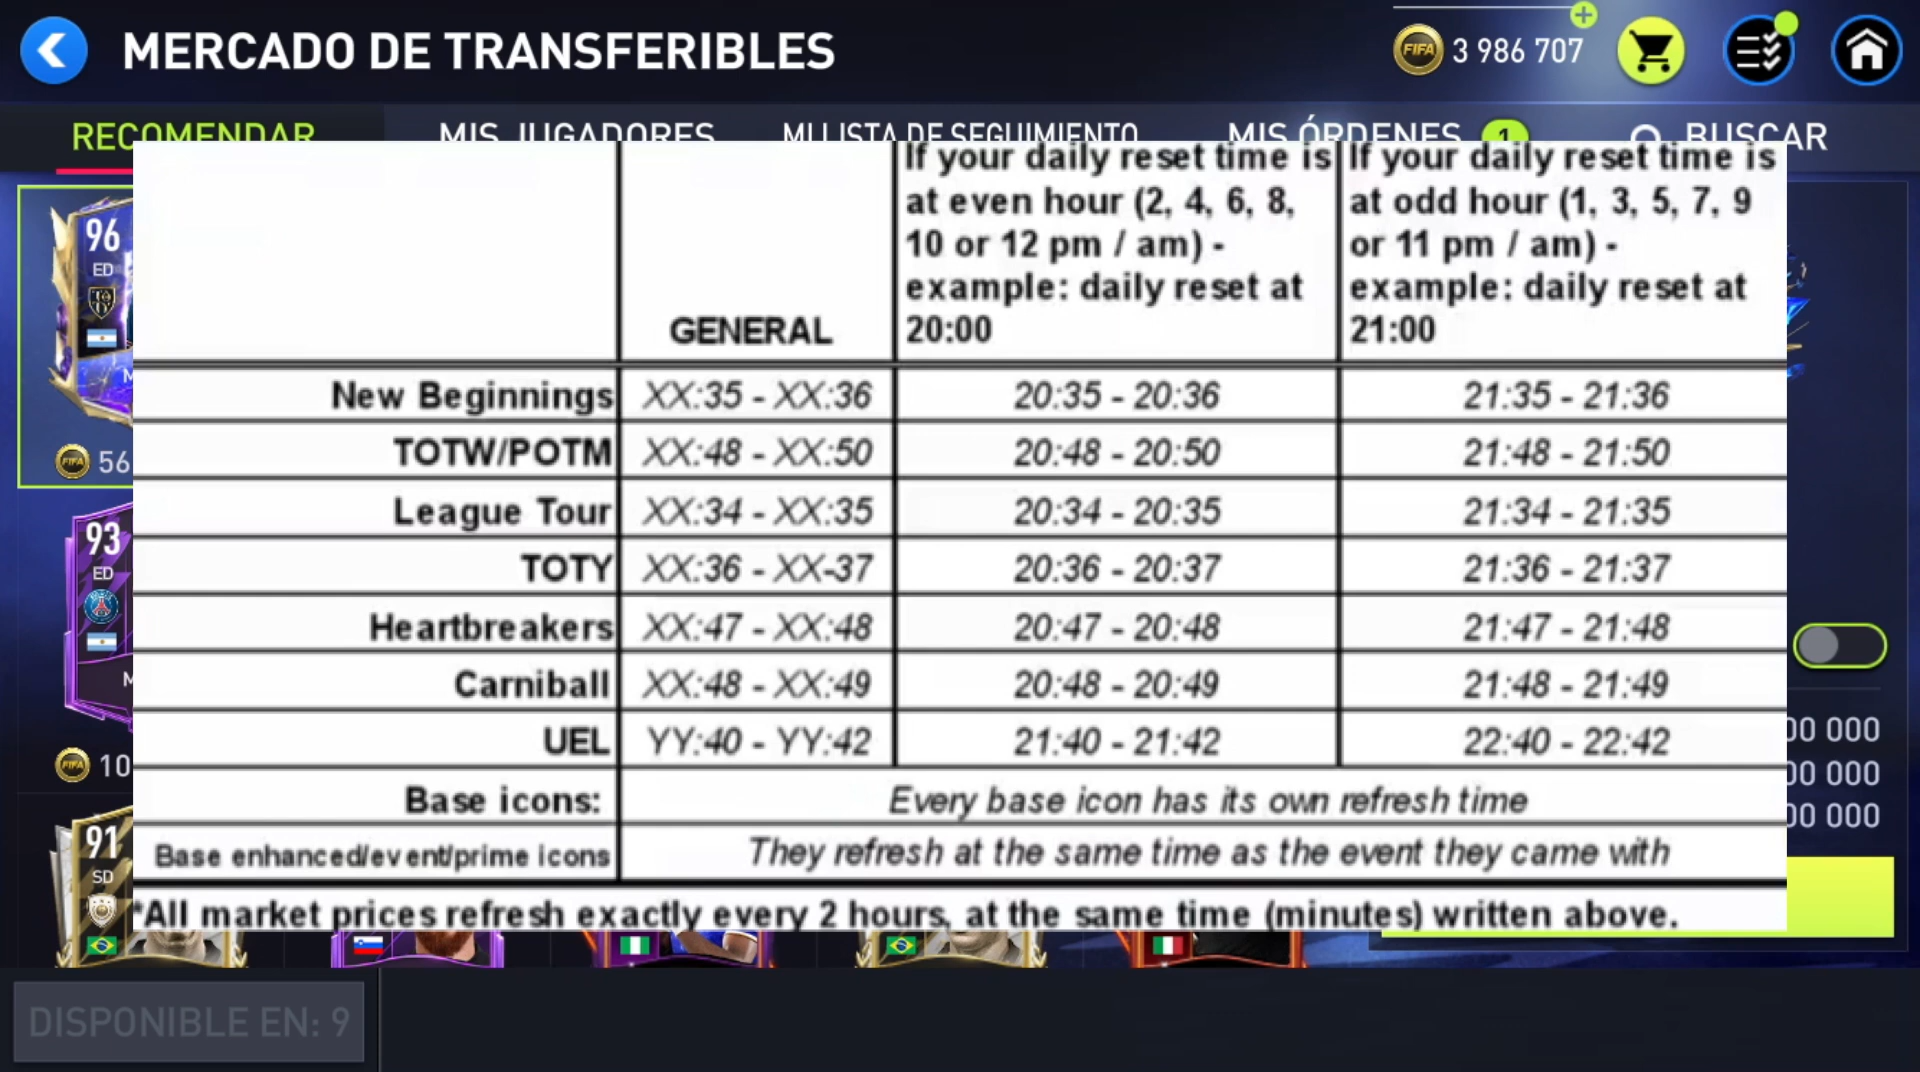 MERCADO DE TRANSFERIBLES
3 986 707
RECOMENDAR MIS JUGADORES MI LISTA DE SEGUIMIENTO MIS ÓRDENES 1 BUSCAR
GENERAL
If your daily reset time is
at even hour (2, 4, 6, 8,
10 or 12 pm / am) -
example: daily reset at
20:00
If your daily reset time is
at odd hour (1, 3, 5, 7, 9
or 11 pm / am) -
example: daily reset at
21:00
New Beginnings XX:35 - XX:36 20:35 - 20:36 21:35 - 21:36
TOTW/POTM XX:48 - XX:50 20:48 - 20:50 21:48 - 21:50
League Tour XX:34 - XX:35 20:34 - 20:35 21:34 - 21:35
TOTY XX:36 - XX-37 20:36 - 20:37 21:36 - 21:37
Heartbreakers XX:47 - XX:48 20:47 - 20:48 21:47 - 21:48
Carniball XX:48 - XX:49 20:48 - 20:49 21:48 - 21:49
UEL YY:40 - YY:42 21:40 - 21:42 22:40 - 22:42
Base icons: Every base icon has its own refresh time
Base enhanced/event/prime icons They refresh at the same time as the event they came with
*All market prices refresh exactly every 2 hours, at the same time (minutes) written above.
96
ED
56
93
ED
10
91
SD
00 000
00 000
00 000
DISPONIBLE EN: 9